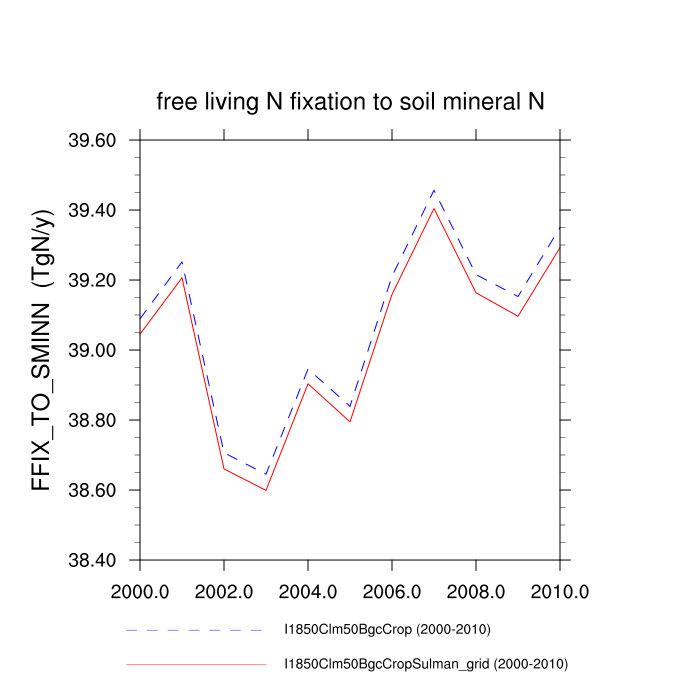 free living N fixation to soil mineral N
FFIX_TO_SMINN (TgN/y)
39.60
39.40
39.20
39.00
38.80
38.60
38.40
2000.0 2002.0 2004.0 2006.0 2008.0 2010.0
I1850Clm50BgcCrop (2000-2010)
I1850Clm50BgcCropSulman_grid (2000-2010)